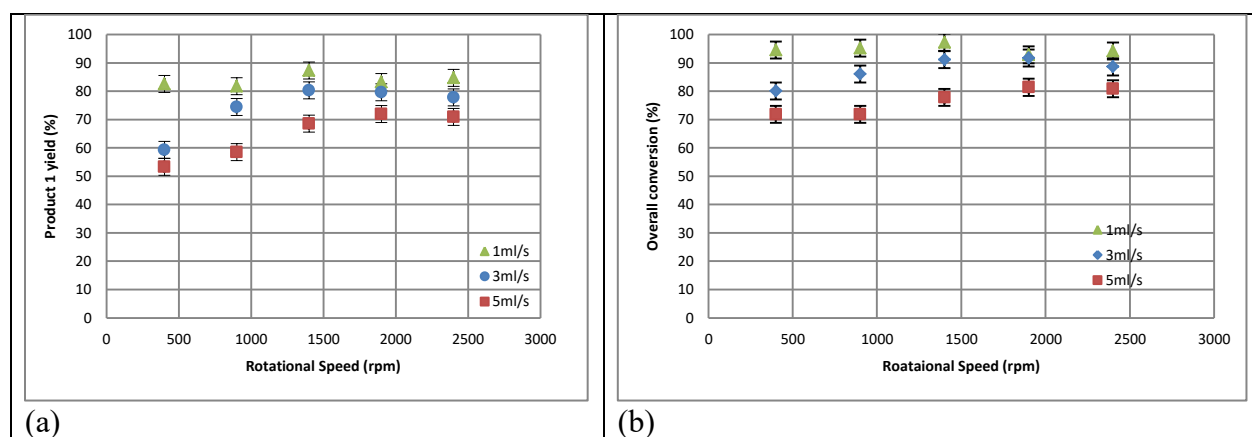 100
90
80
70
60
50
40
30
20
10
0
Product 1 yield (%)
1ml/s
3ml/s
5ml/s
0 500 1000 1500 2000 2500 3000
Rotational Speed (rpm)
(a)
100
90
80
70
60
50
40
30
20
10
0
Overall conversion (%)
1ml/s
3ml/s
5ml/s
0 500 1000 1500 2000 2500 3000
Roataional Speed (rpm)
(b)